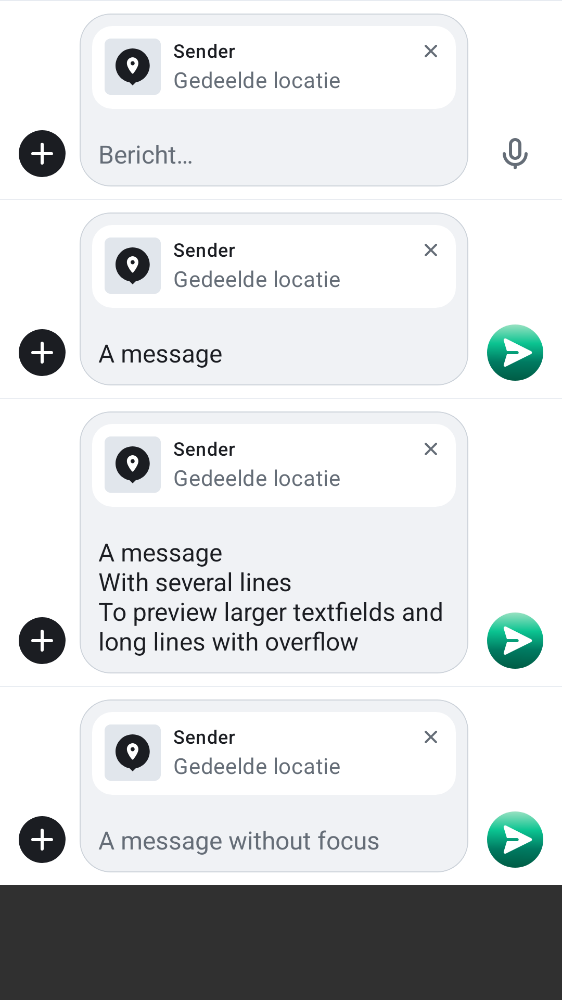 Sender
Gedeelde locatie
Bericht…
Sender
Gedeelde locatie
A message
Sender
Gedeelde locatie
A message
With several lines
To preview larger textfields and
long lines with overflow
Sender
Gedeelde locatie
A message without focus